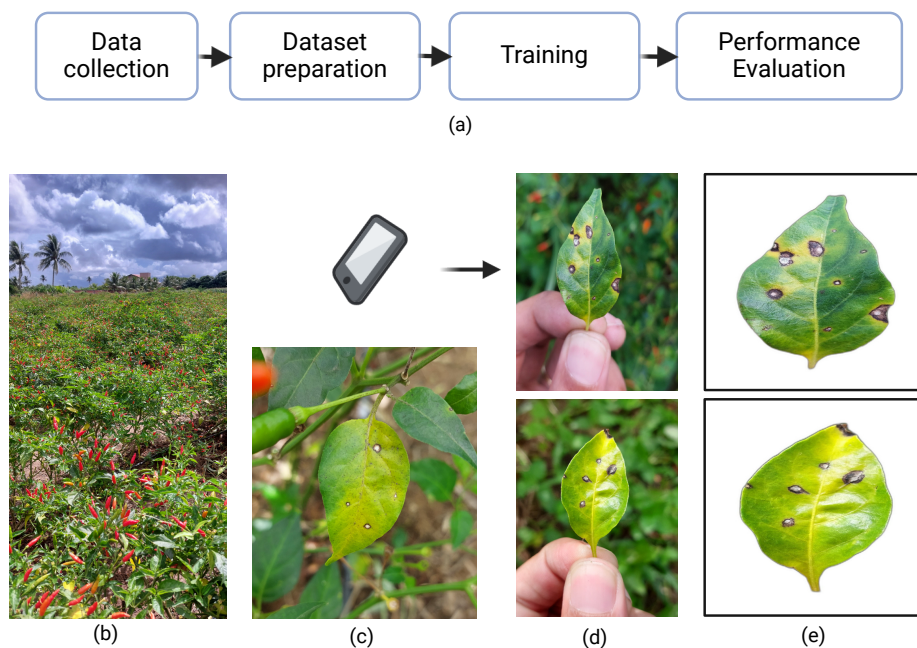 Data
collection
Dataset
preparation
Training
Performance
Evaluation
(a)
(b)
(c)
(d)
(e)